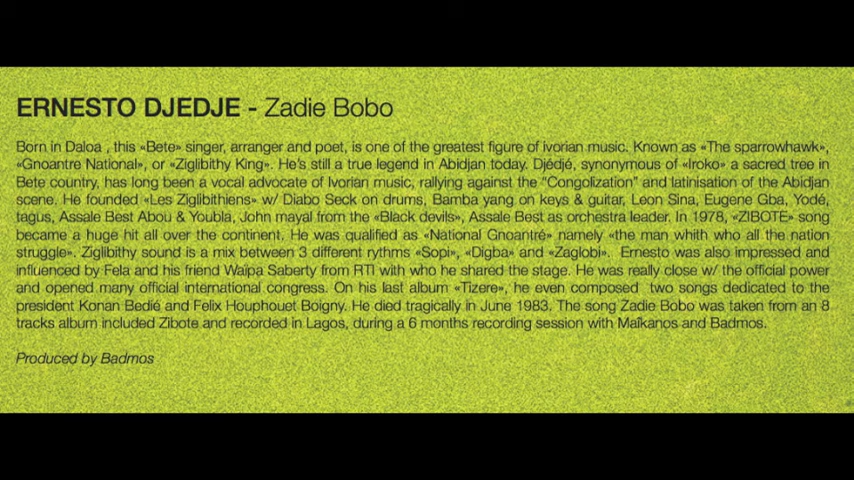 ERNESTO DJEDJE - Zadie Bobo
Born in Daloa , this «Bete» singer, arranger and poet, is one of the greatest figure of ivorian music. Known as «The sparrowhawk»,
«Gnoantre National», or «Ziglibithy King». He's still a true legend in Abidjan today. Djédjé, synonymous of «Iroko» a sacred tree in
Bete country, has long been a vocal advocate of Ivorian music, rallying against the "Congolization" and latinisation of the Abidjan
scene. He founded «Les Ziglibithiens» w/ Diabo Seck on drums, Bamba yang on keys & guitar, Leon Sina, Eugene Gba, Yodé,
tagus, Assale Best Abou & Youbla, John mayal from the «Black devils», Assale Best as orchestra leader. In 1978, «ZIBOTE» song
became a huge hit all over the continent. He was qualified as «National Gnoantré» namely «the man whith who all the nation
struggle». Ziglibithy sound is a mix between 3 different rythms «Sopi», «Digba» and «Zaglobi».  Ernesto was also impressed and
influenced by Fela and his friend Waïpa Saberty from RTI with who he shared the stage. He was really close w/ the official power
and opened many official international congress. On his last album «Tizere», he even composed  two songs dedicated to the
president Konan Bedié and Felix Houphouet Boigny. He died tragically in June 1983. The song Zadie Bobo was taken from an 8
tracks album included Zibote and recorded in Lagos, during a 6 months recording session with Maïkanos and Badmos.
Produced by Badmos